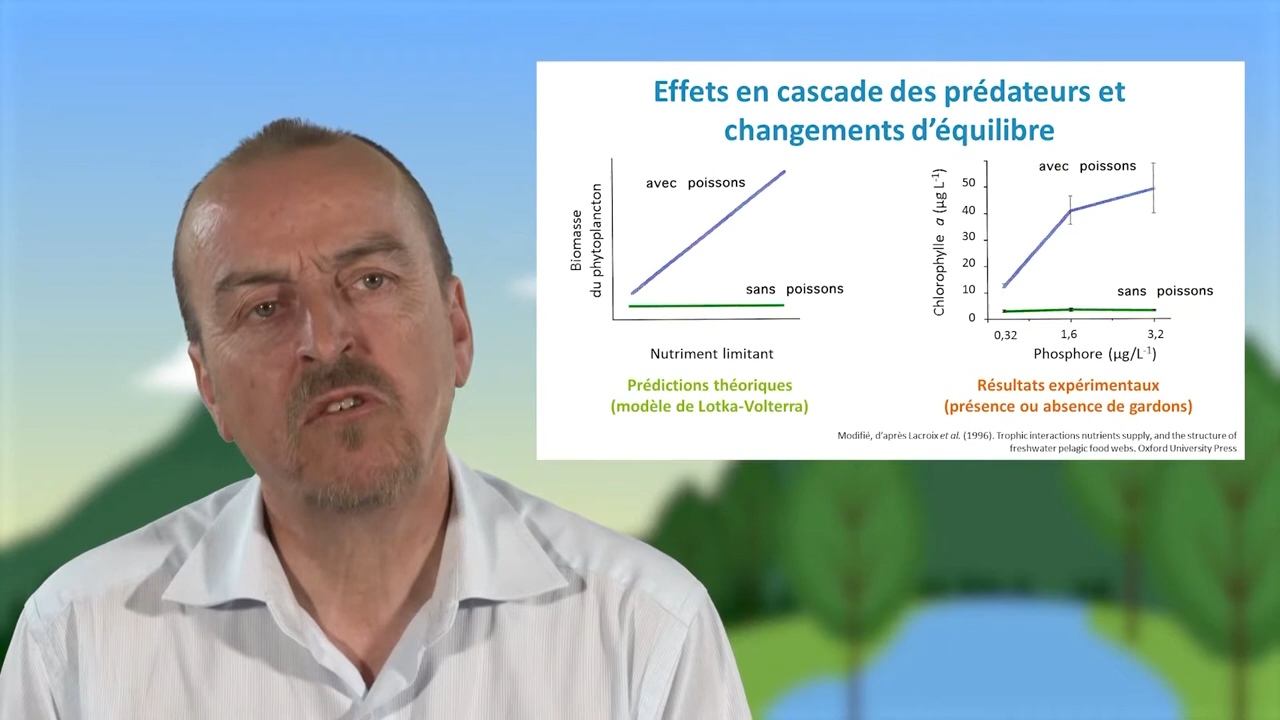 Effets en cascade des prédateurs et
changements d'équilibre
Biomasse
du phytoplancton
avec poissons
sans poissons
Nutriment limitant
Prédictions théoriques
(modèle de Lotka-Volterra)
Chlorophylle a (µg L-1)
50
40
30
20
10
0
avec poissons
sans poissons
0,32
1,6
3,2
Phosphore (µg/L-1)
Résultats expérimentaux
(présence ou absence de gardons)
Modifié, d'après Lacroix et al. (1996). Trophic interactions nutrients supply, and the structure of
freshwater pelagic food webs. Oxford University Press